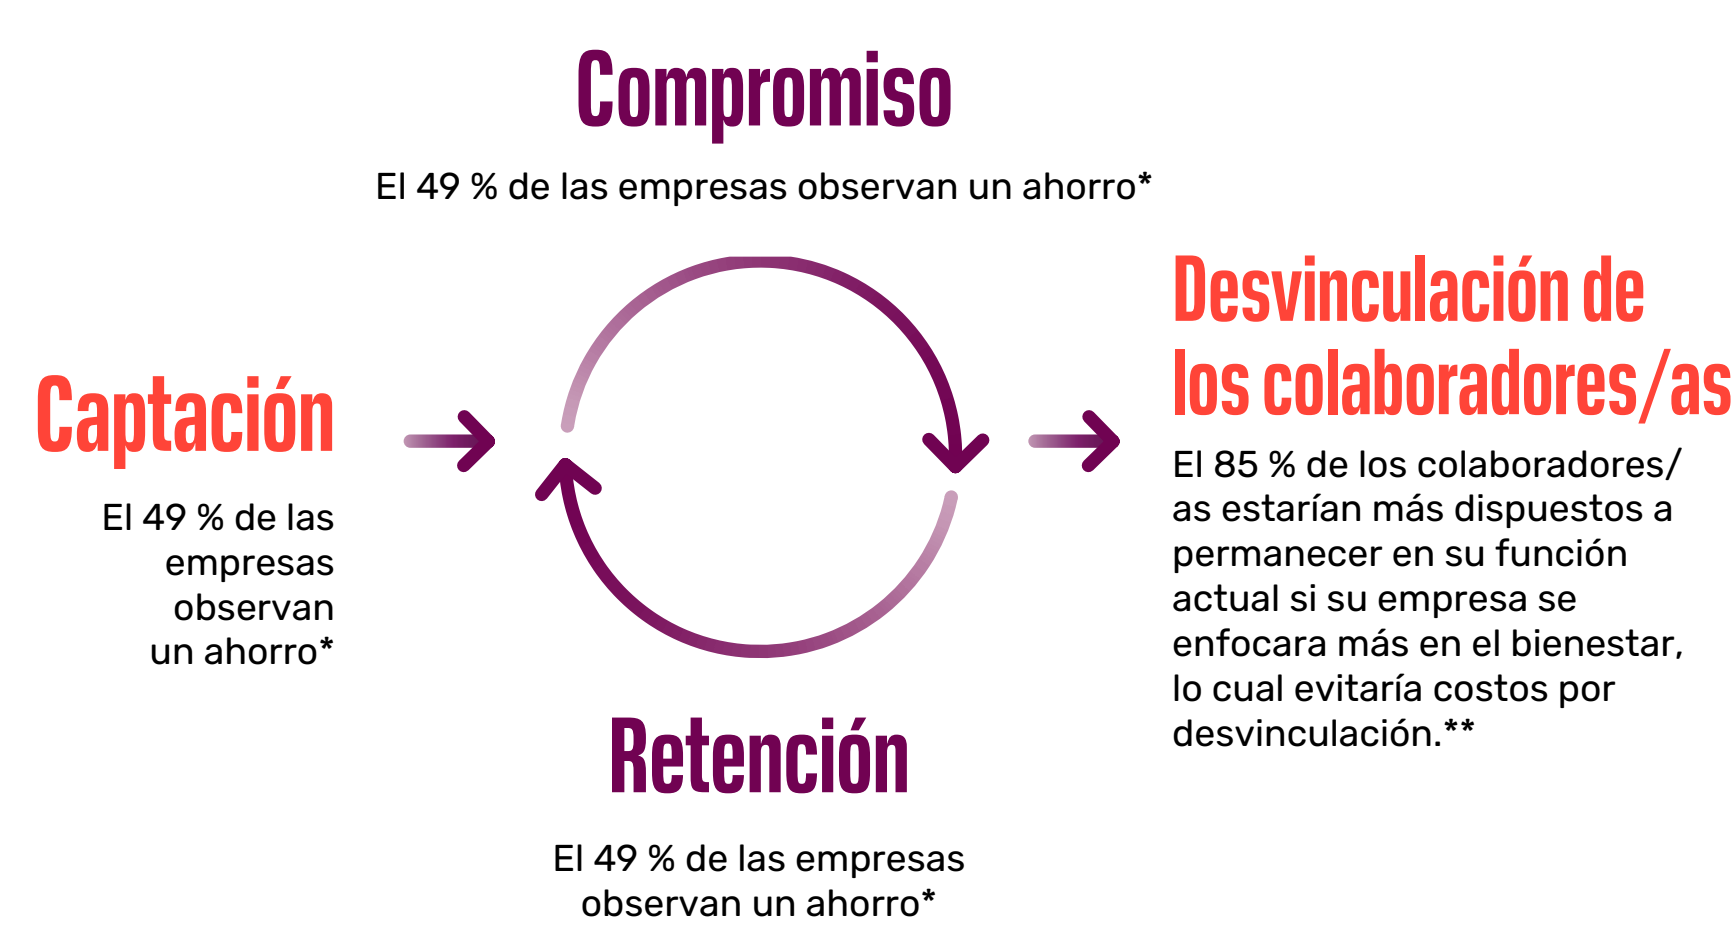 Compromiso
El 49 % de las empresas observan un ahorro*
Captación
El 49 % de las
empresas
observan
un ahorro*
Retención
El 49 % de las empresas
observan un ahorro*
Desvinculación de
los colaboradores/as
El 85 % de los colaboradores/
as estarían más dispuestos a
permanecer en su función
actual si su empresa se
enfocara más en el bienestar,
lo cual evitaría costos por
desvinculación.**